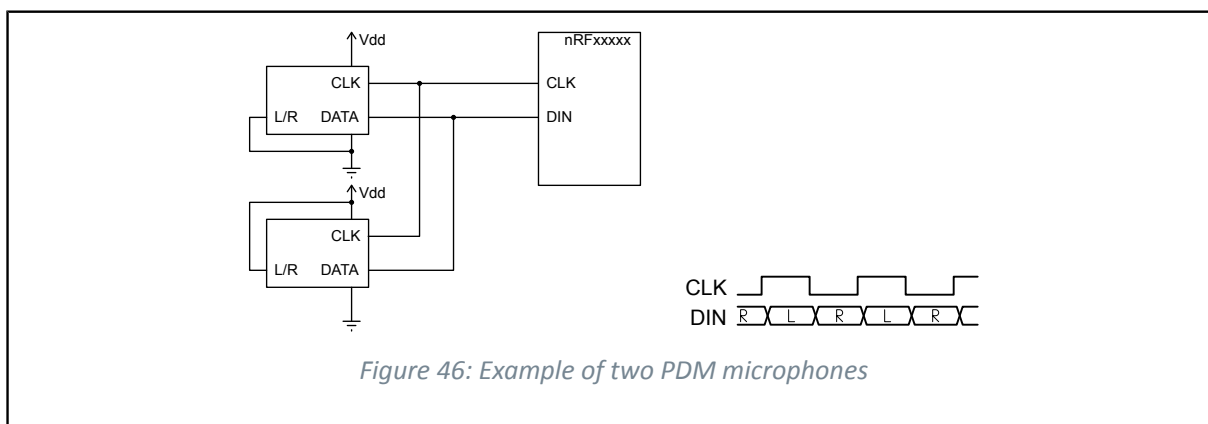 Vdd
nRFxxxxx
CLK
CLK
L/R
DATA
DIN
Vdd
CLK
L/R
DATA
CLK
DIN
R
L
R
L
R
Figure 46: Example of two PDM microphones